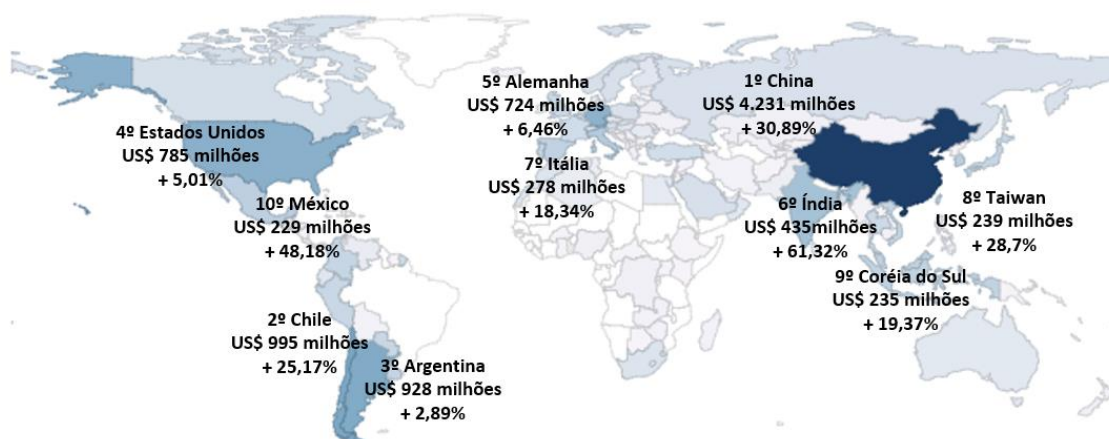 5º Alemanha
US$ 724 milhões
+ 6,46%
1º China
US$ 4.231 milhões
+ 30,89%
4º Estados Unidos
US$ 785 milhões
+ 5,01%
7º Itália
US$ 278 milhões
+ 18,34%
10º México
US$ 229 milhões
+ 48,18%
6º Índia
US$ 435milhões
+ 61,32%
8º Taiwan
US$ 239 milhões
+ 28,7%
9º Coréia do Sul
US$ 235 milhões
+ 19,37%
2º Chile
US$ 995 milhões
+ 25,17%
3º Argentina
US$ 928 milhões
+ 2,89%